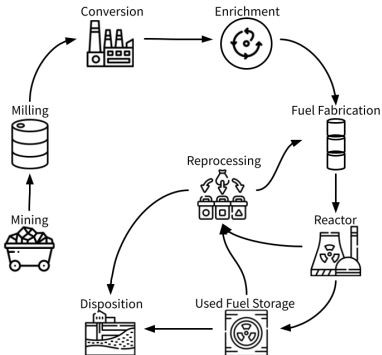 Conversion
Enrichment
Milling
Fuel Fabrication
Reprocessing
Mining
Reactor
Disposition
Used Fuel Storage